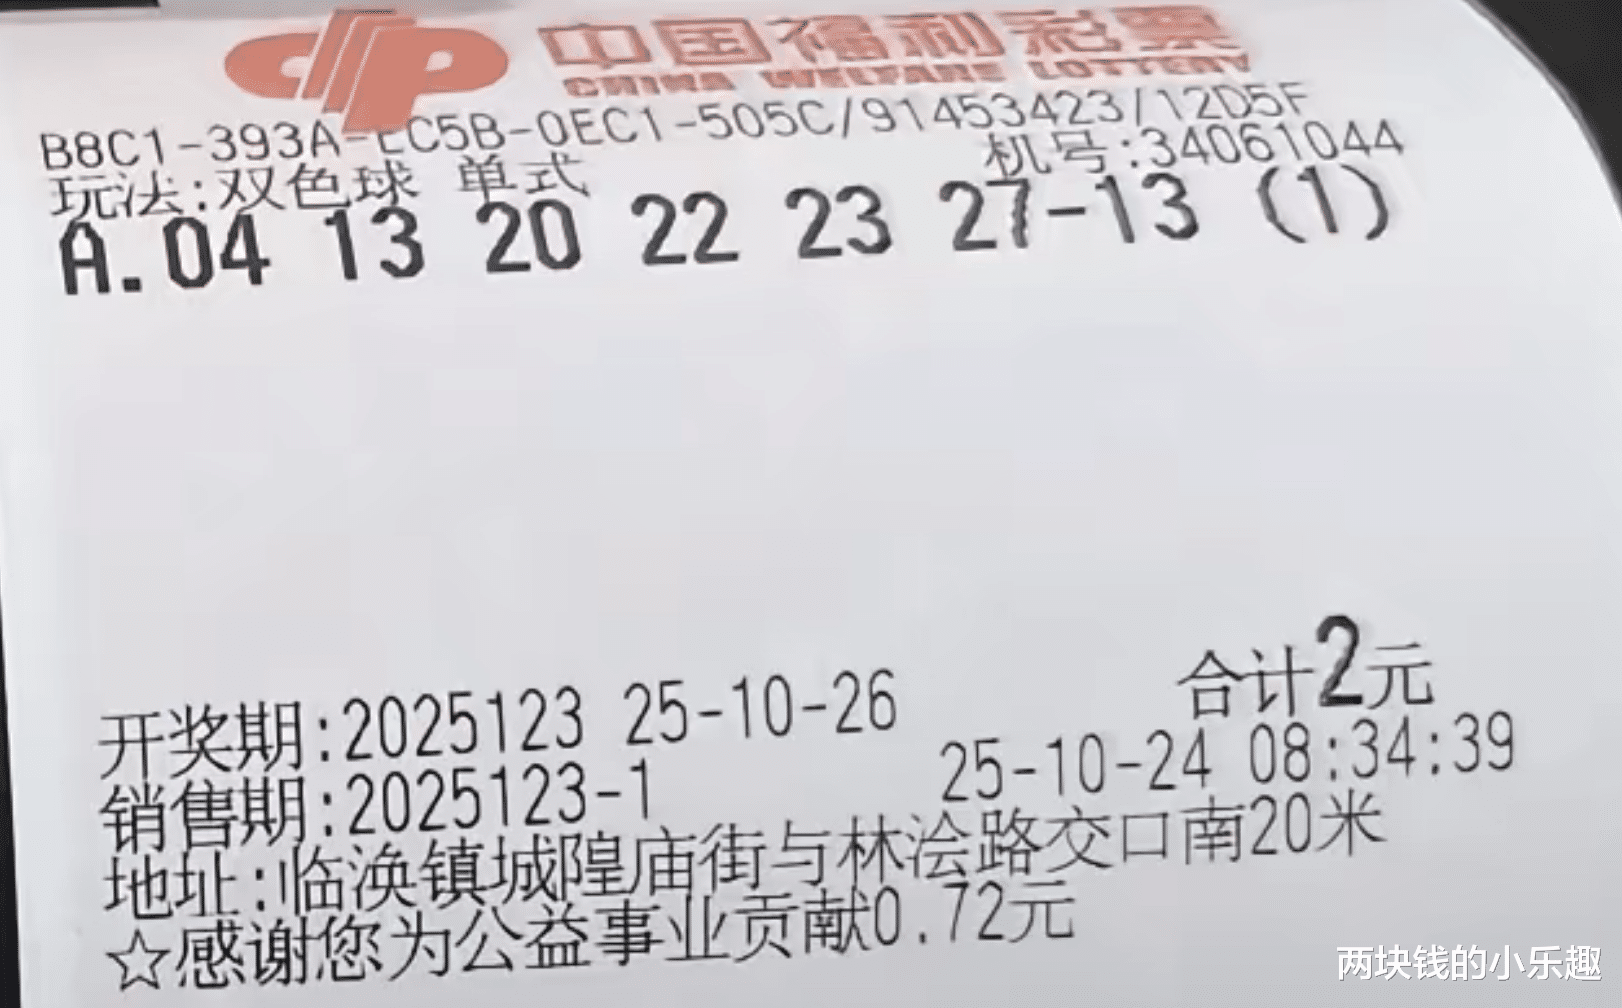 中国福利彩票
CHINA WELFARE LOTTERY
B8C1-393A-EC5B-0EC1-505C/91453423/12D5F
玩法:双色球 单式 机号:34061044
A.04 13 20 22 23 27-13 (1)
合计2元
开奖期:2025123 25-10-26
销售期:2025123-1 25-10-24 08:34:39
地址:临涣镇城隍庙街与林浍路交口南20米
☆感谢您为公益事业贡献0.72元
两块钱的小乐趣